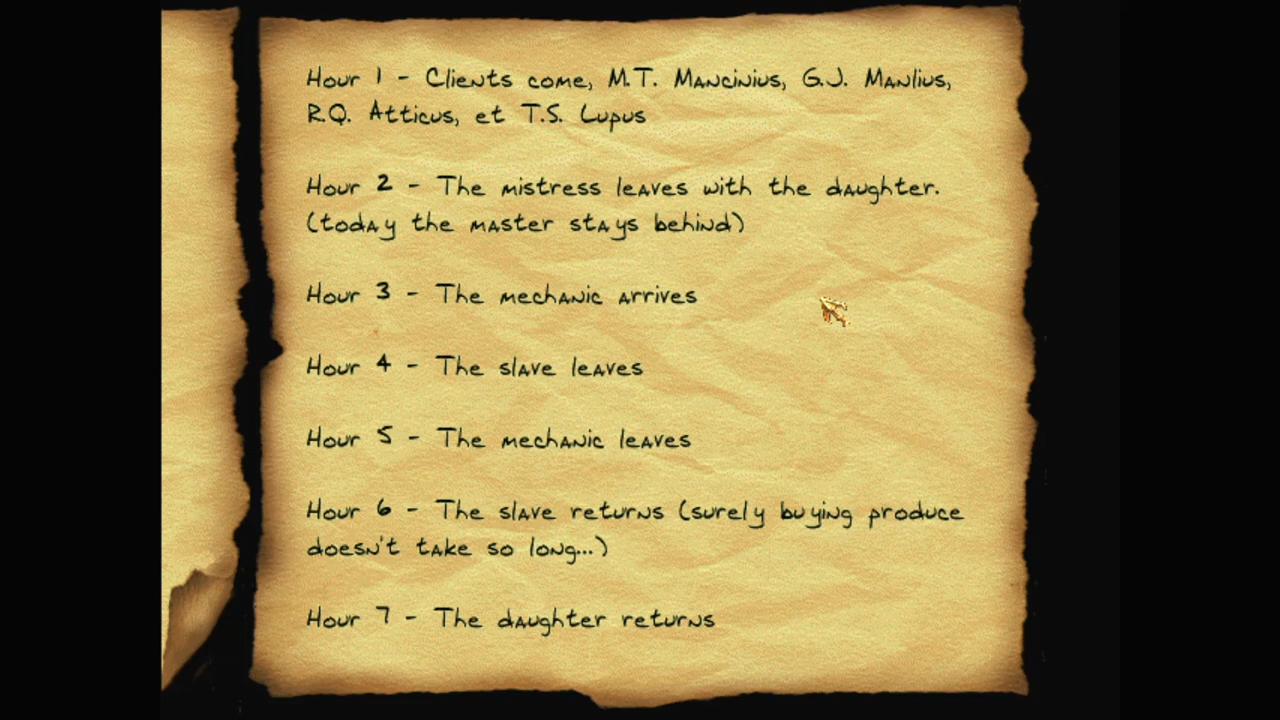 Hour 1 - Clients come, M.T. Mancinius, G.J. Manlius,
R.Q. Atticus, et T.S. Lupus
Hour 2 - The mistress leaves with the daughter.
(today the master stays behind)
Hour 3 - The mechanic arrives
Hour 4 - The slave leaves
Hour 5 - The mechanic leaves
Hour 6 - The slave returns (surely buying produce
doesn't take so long...)
Hour 7 - The daughter returns